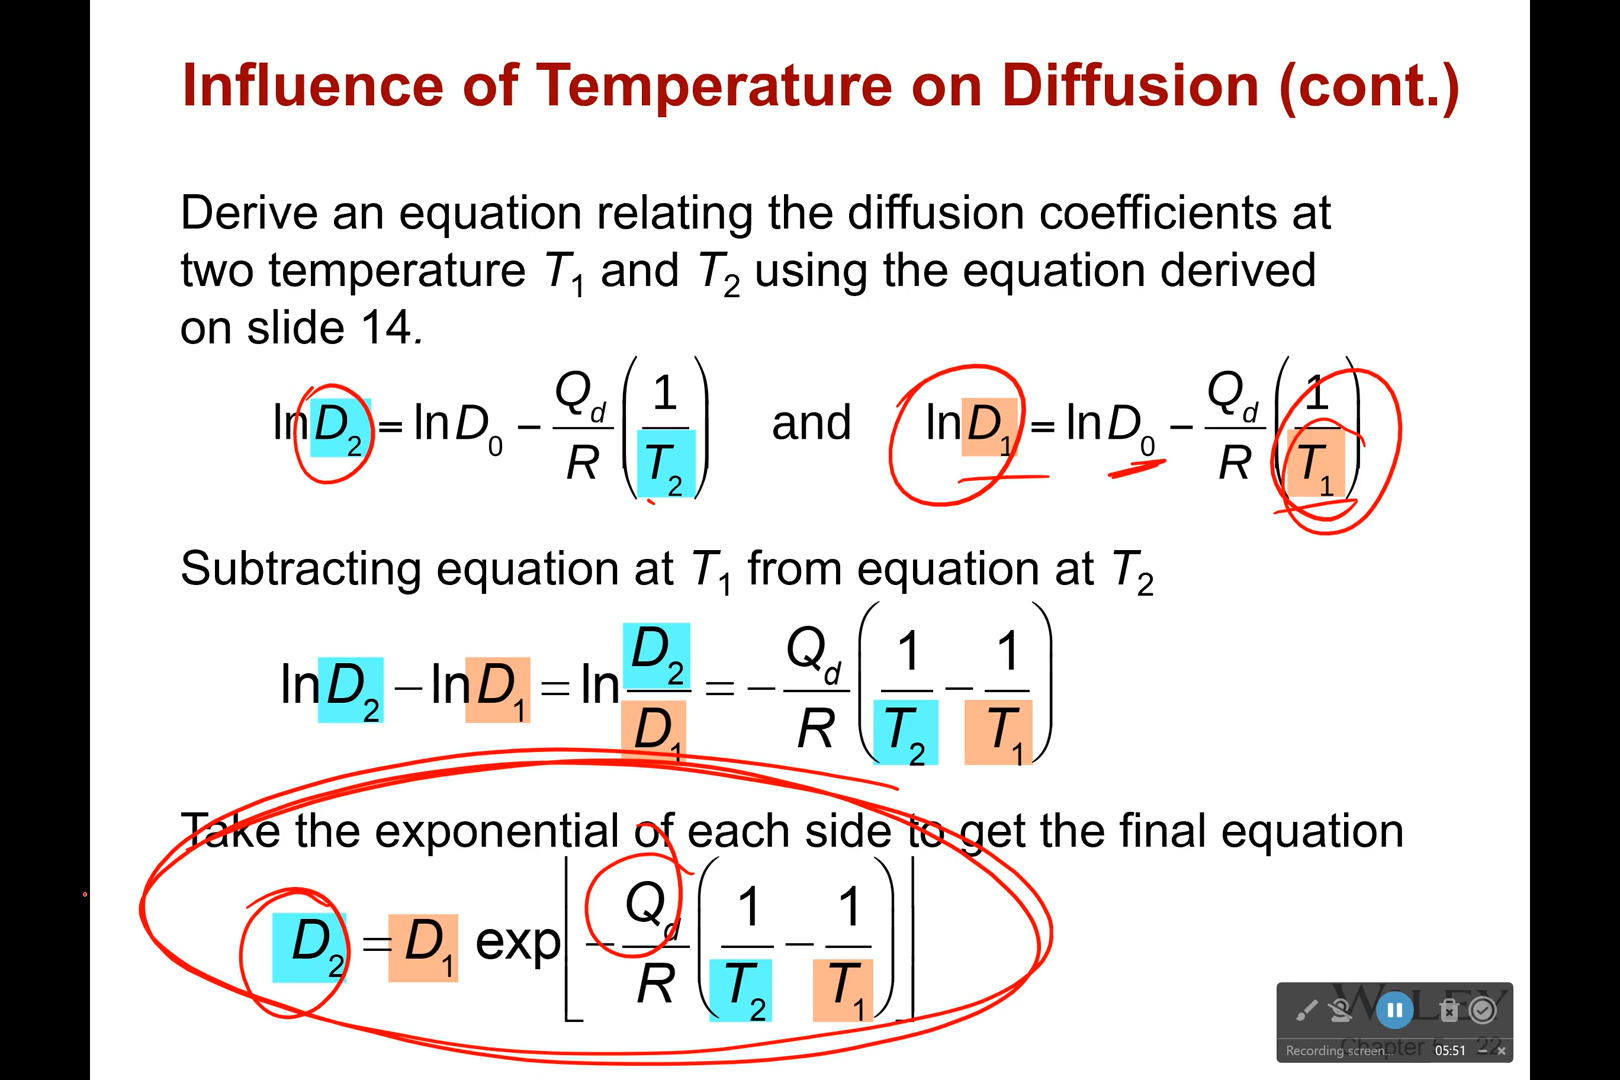 Influence of Temperature on Diffusion (cont.)
Derive an equation relating the diffusion coefficients at
two temperature T₁ and T₂ using the equation derived
on slide 14.
ln D₂ = ln D₀ − Q_d/R (1/T₂) and ln D₁ = ln D₀ − Q_d/R (1/T₁)
Subtracting equation at T₁ from equation at T₂
ln D₂ − ln D₁ = ln D₂/D₁ = − Q_d/R (1/T₂ − 1/T₁)
Take the exponential of each side to get the final equation
D₂ = D₁ exp[− Q_d/R (1/T₂ − 1/T₁)]
WILEY
Chapter 22
Recording screen... 05:51